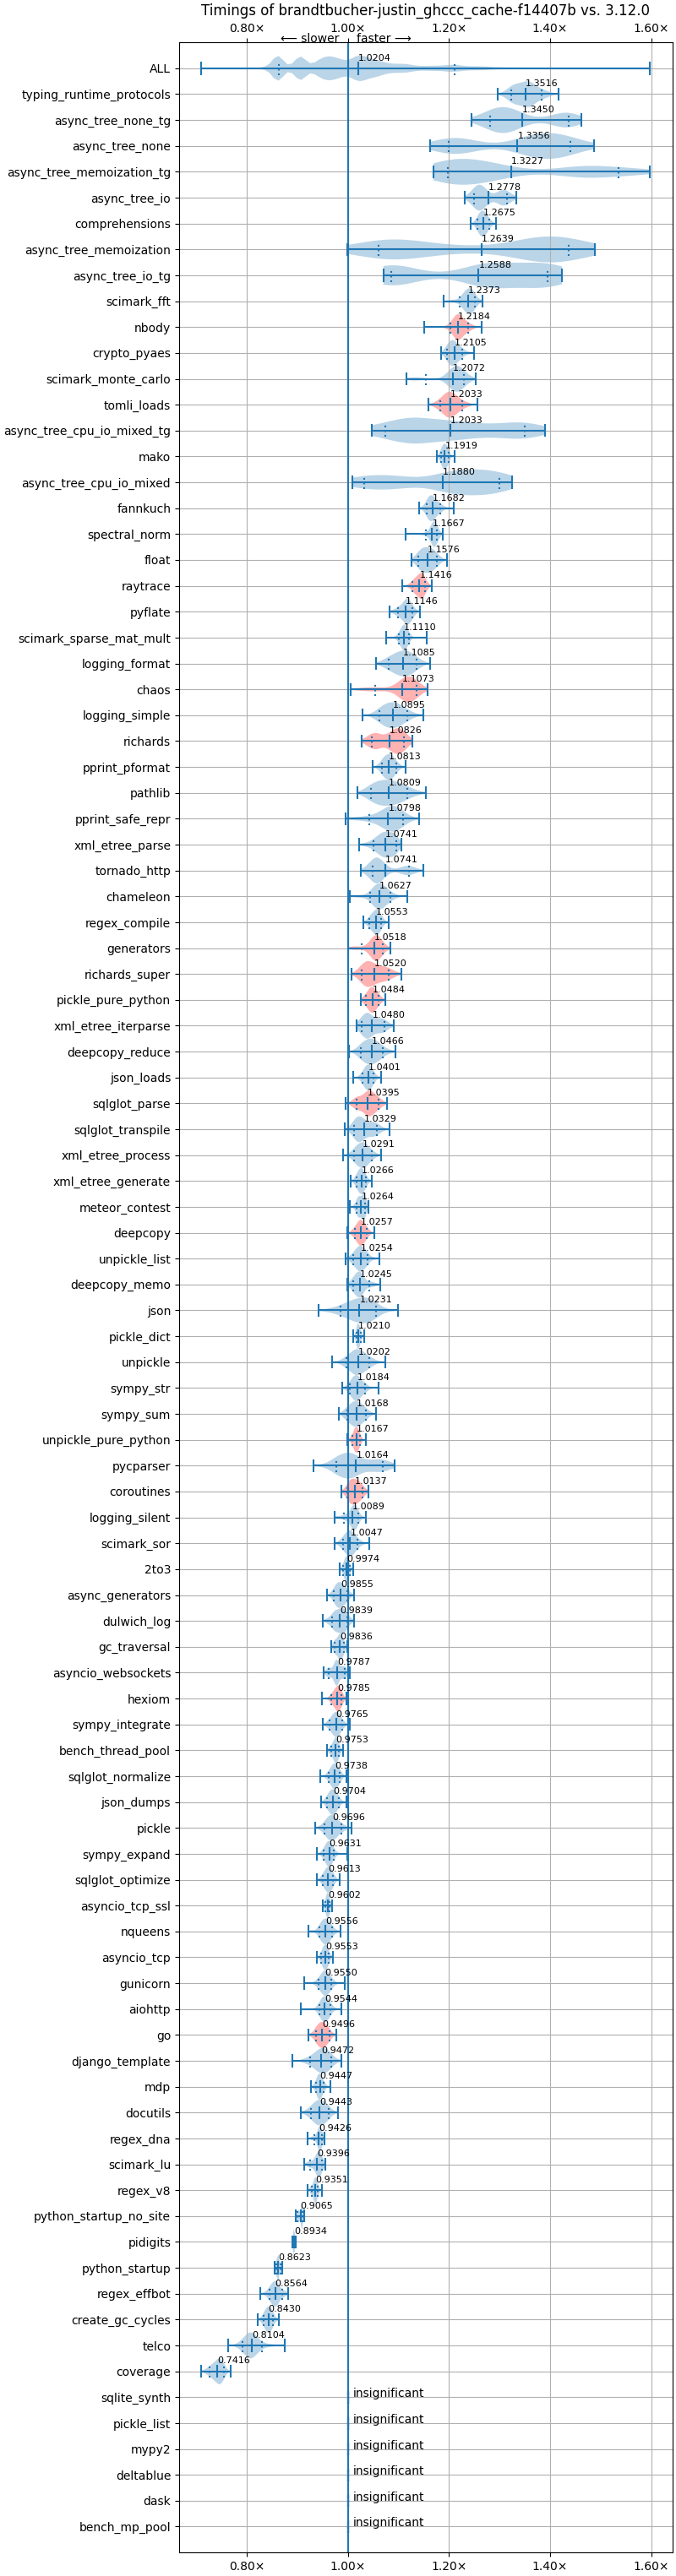 Timings of brandtbucher-justin_ghccc_cache-f14407b vs. 3.12.0
0.80× 1.00× 1.20× 1.40× 1.60×
⟵ slower faster ⟶
ALL 1.0204
typing_runtime_protocols 1.3516
async_tree_none_tg 1.3450
async_tree_none 1.3356
async_tree_memoization_tg 1.3227
async_tree_io 1.2778
comprehensions 1.2675
async_tree_memoization 1.2639
async_tree_io_tg 1.2588
scimark_fft 1.2373
nbody 1.2184
crypto_pyaes 1.2105
scimark_monte_carlo 1.2072
tomli_loads 1.2033
async_tree_cpu_io_mixed_tg 1.2033
mako 1.1919
async_tree_cpu_io_mixed 1.1880
fannkuch 1.1682
spectral_norm 1.1667
float 1.1576
raytrace 1.1416
pyflate 1.1146
scimark_sparse_mat_mult 1.1110
logging_format 1.1085
chaos 1.1073
logging_simple 1.0895
richards 1.0826
pprint_pformat 1.0813
pathlib 1.0809
pprint_safe_repr 1.0798
xml_etree_parse 1.0741
tornado_http 1.0741
chameleon 1.0627
regex_compile 1.0553
generators 1.0518
richards_super 1.0520
pickle_pure_python 1.0484
xml_etree_iterparse 1.0480
deepcopy_reduce 1.0466
json_loads 1.0401
sqlglot_parse 1.0395
sqlglot_transpile 1.0329
xml_etree_process 1.0291
xml_etree_generate 1.0266
meteor_contest 1.0264
deepcopy 1.0257
unpickle_list 1.0254
deepcopy_memo 1.0245
json 1.0231
pickle_dict 1.0210
unpickle 1.0202
sympy_str 1.0184
sympy_sum 1.0168
unpickle_pure_python 1.0167
pycparser 1.0164
coroutines 1.0137
logging_silent 1.0089
scimark_sor 1.0047
2to3 0.9974
async_generators 0.9855
dulwich_log 0.9839
gc_traversal 0.9836
asyncio_websockets 0.9787
hexiom 0.9785
sympy_integrate 0.9765
bench_thread_pool 0.9753
sqlglot_normalize 0.9738
json_dumps 0.9704
pickle 0.9696
sympy_expand 0.9631
sqlglot_optimize 0.9613
asyncio_tcp_ssl 0.9602
nqueens 0.9556
asyncio_tcp 0.9553
gunicorn 0.9550
aiohttp 0.9544
go 0.9496
django_template 0.9472
mdp 0.9447
docutils 0.9443
regex_dna 0.9426
scimark_lu 0.9396
regex_v8 0.9351
python_startup_no_site 0.9065
pidigits 0.8934
python_startup 0.8623
regex_effbot 0.8564
create_gc_cycles 0.8430
telco 0.8104
coverage 0.7416
sqlite_synth insignificant
pickle_list insignificant
mypy2 insignificant
deltablue insignificant
dask insignificant
bench_mp_pool insignificant
0.80× 1.00× 1.20× 1.40× 1.60×